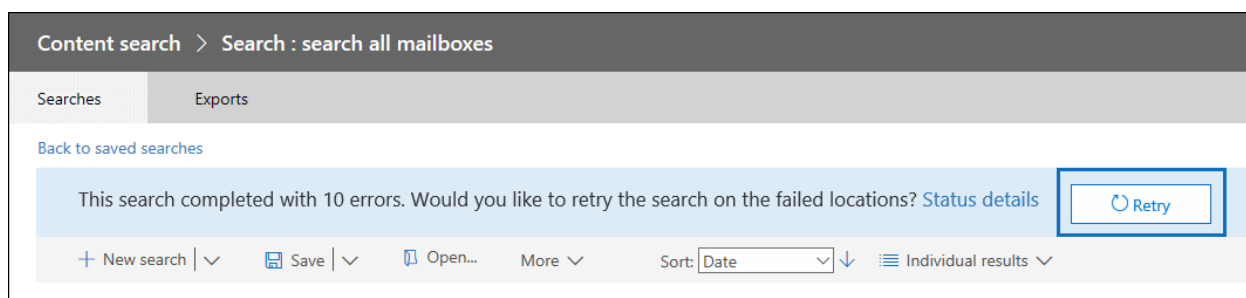 Content search > Search : search all mailboxes
Searches Exports
Back to saved searches
This search completed with 10 errors. Would you like to retry the search on the failed locations? Status details Retry
New search Save Open... More Sort: Date Individual results